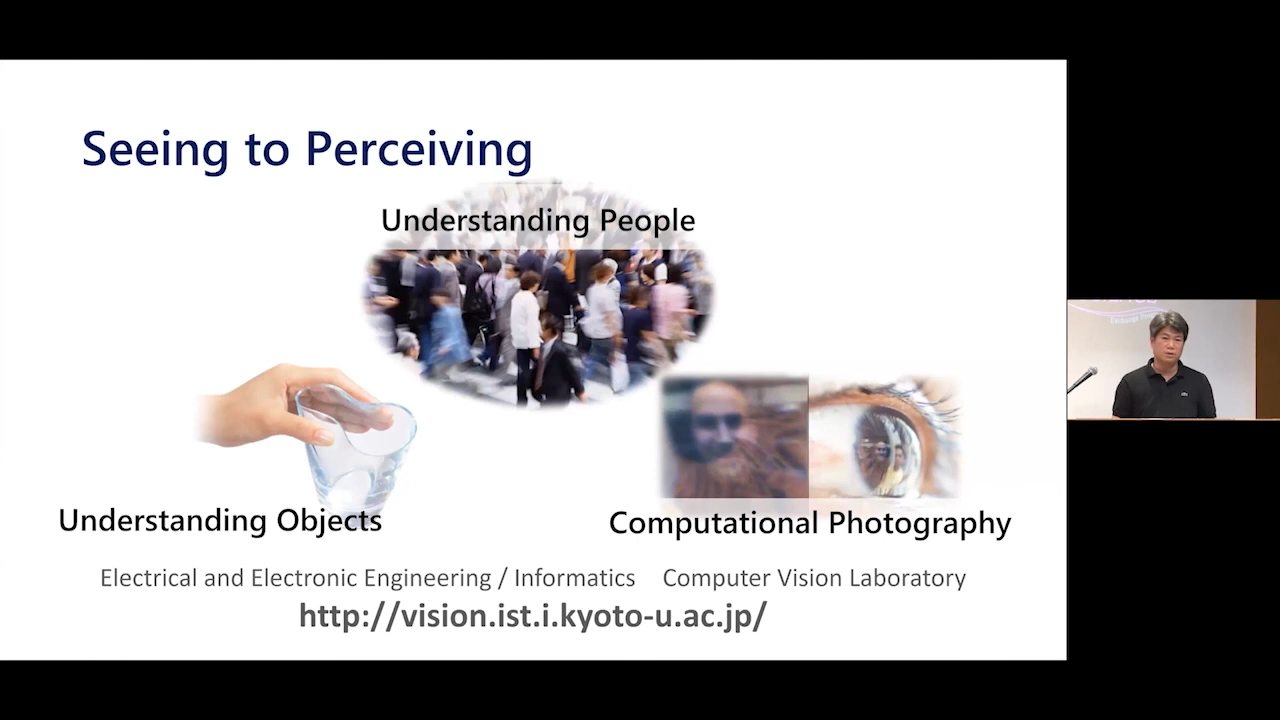 Seeing to Perceiving
Understanding People
Understanding Objects
Computational Photography
Electrical and Electronic Engineering / Informatics Computer Vision Laboratory
http://vision.ist.i.kyoto-u.ac.jp/
Exchange